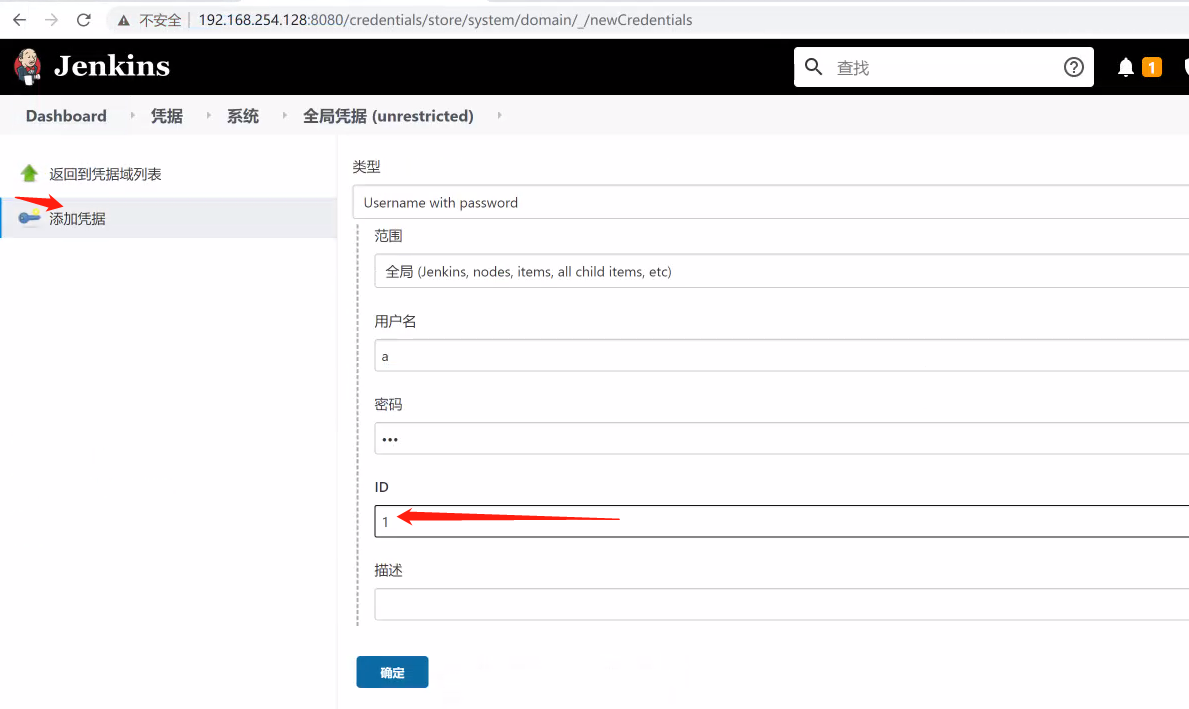 不安全 192.168.254.128:8080/credentials/store/system/domain/_/newCredentials
Jenkins 查找 1
Dashboard 凭据 系统 全局凭据 (unrestricted)
返回到凭据域列表
添加凭据
类型
Username with password
范围
全局 (Jenkins, nodes, items, all child items, etc)
用户名
a
密码
•••
ID
1
描述
确定